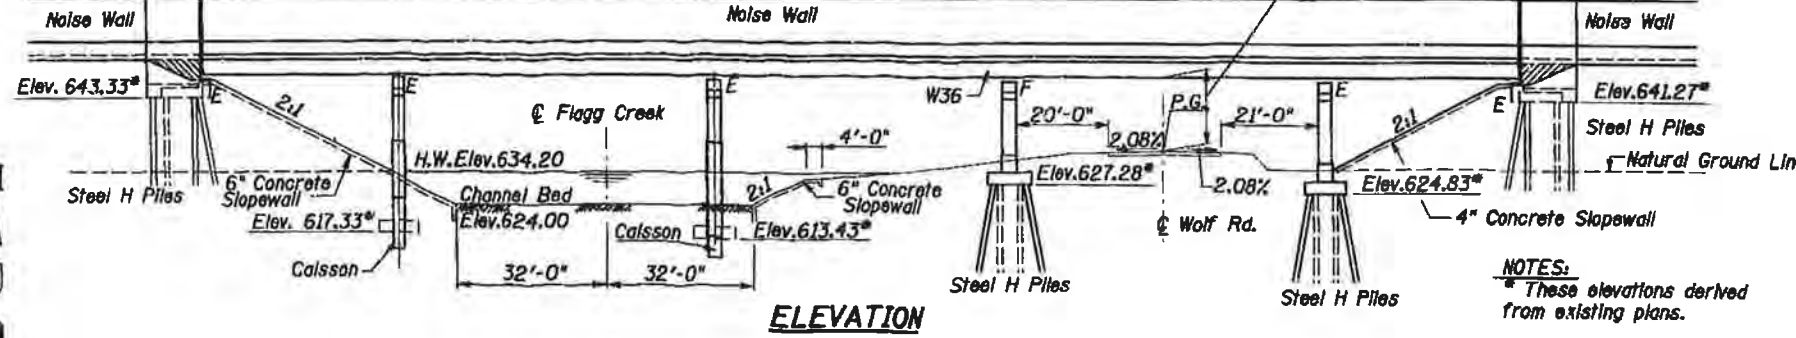 Noise Wall
Noise Wall
Noise Wall
Elev. 643.33*
E
2:1
℄ Flagg Creek
E
E
W36
F
20'-0"
P.G.
21'-0"
E
2:1
E
Elev.641.27*
Steel H Piles
4'-0"
2.08%
H.W.Elev.634.20
Natural Ground Lin
Steel H Piles
6" Concrete
Slopewall
Channel Bed
Elev.624.00
2:1
6" Concrete
Slopewall
Elev.627.28*
2.08%
Elev.624.83*
Elev. 617.33*
Caisson
Elev.613.43*
℄ Wolf Rd.
4" Concrete Slopewall
Caisson
32'-0"
32'-0"
Steel H Piles
Steel H Piles
NOTES:
* These elevations derived
from existing plans.
ELEVATION